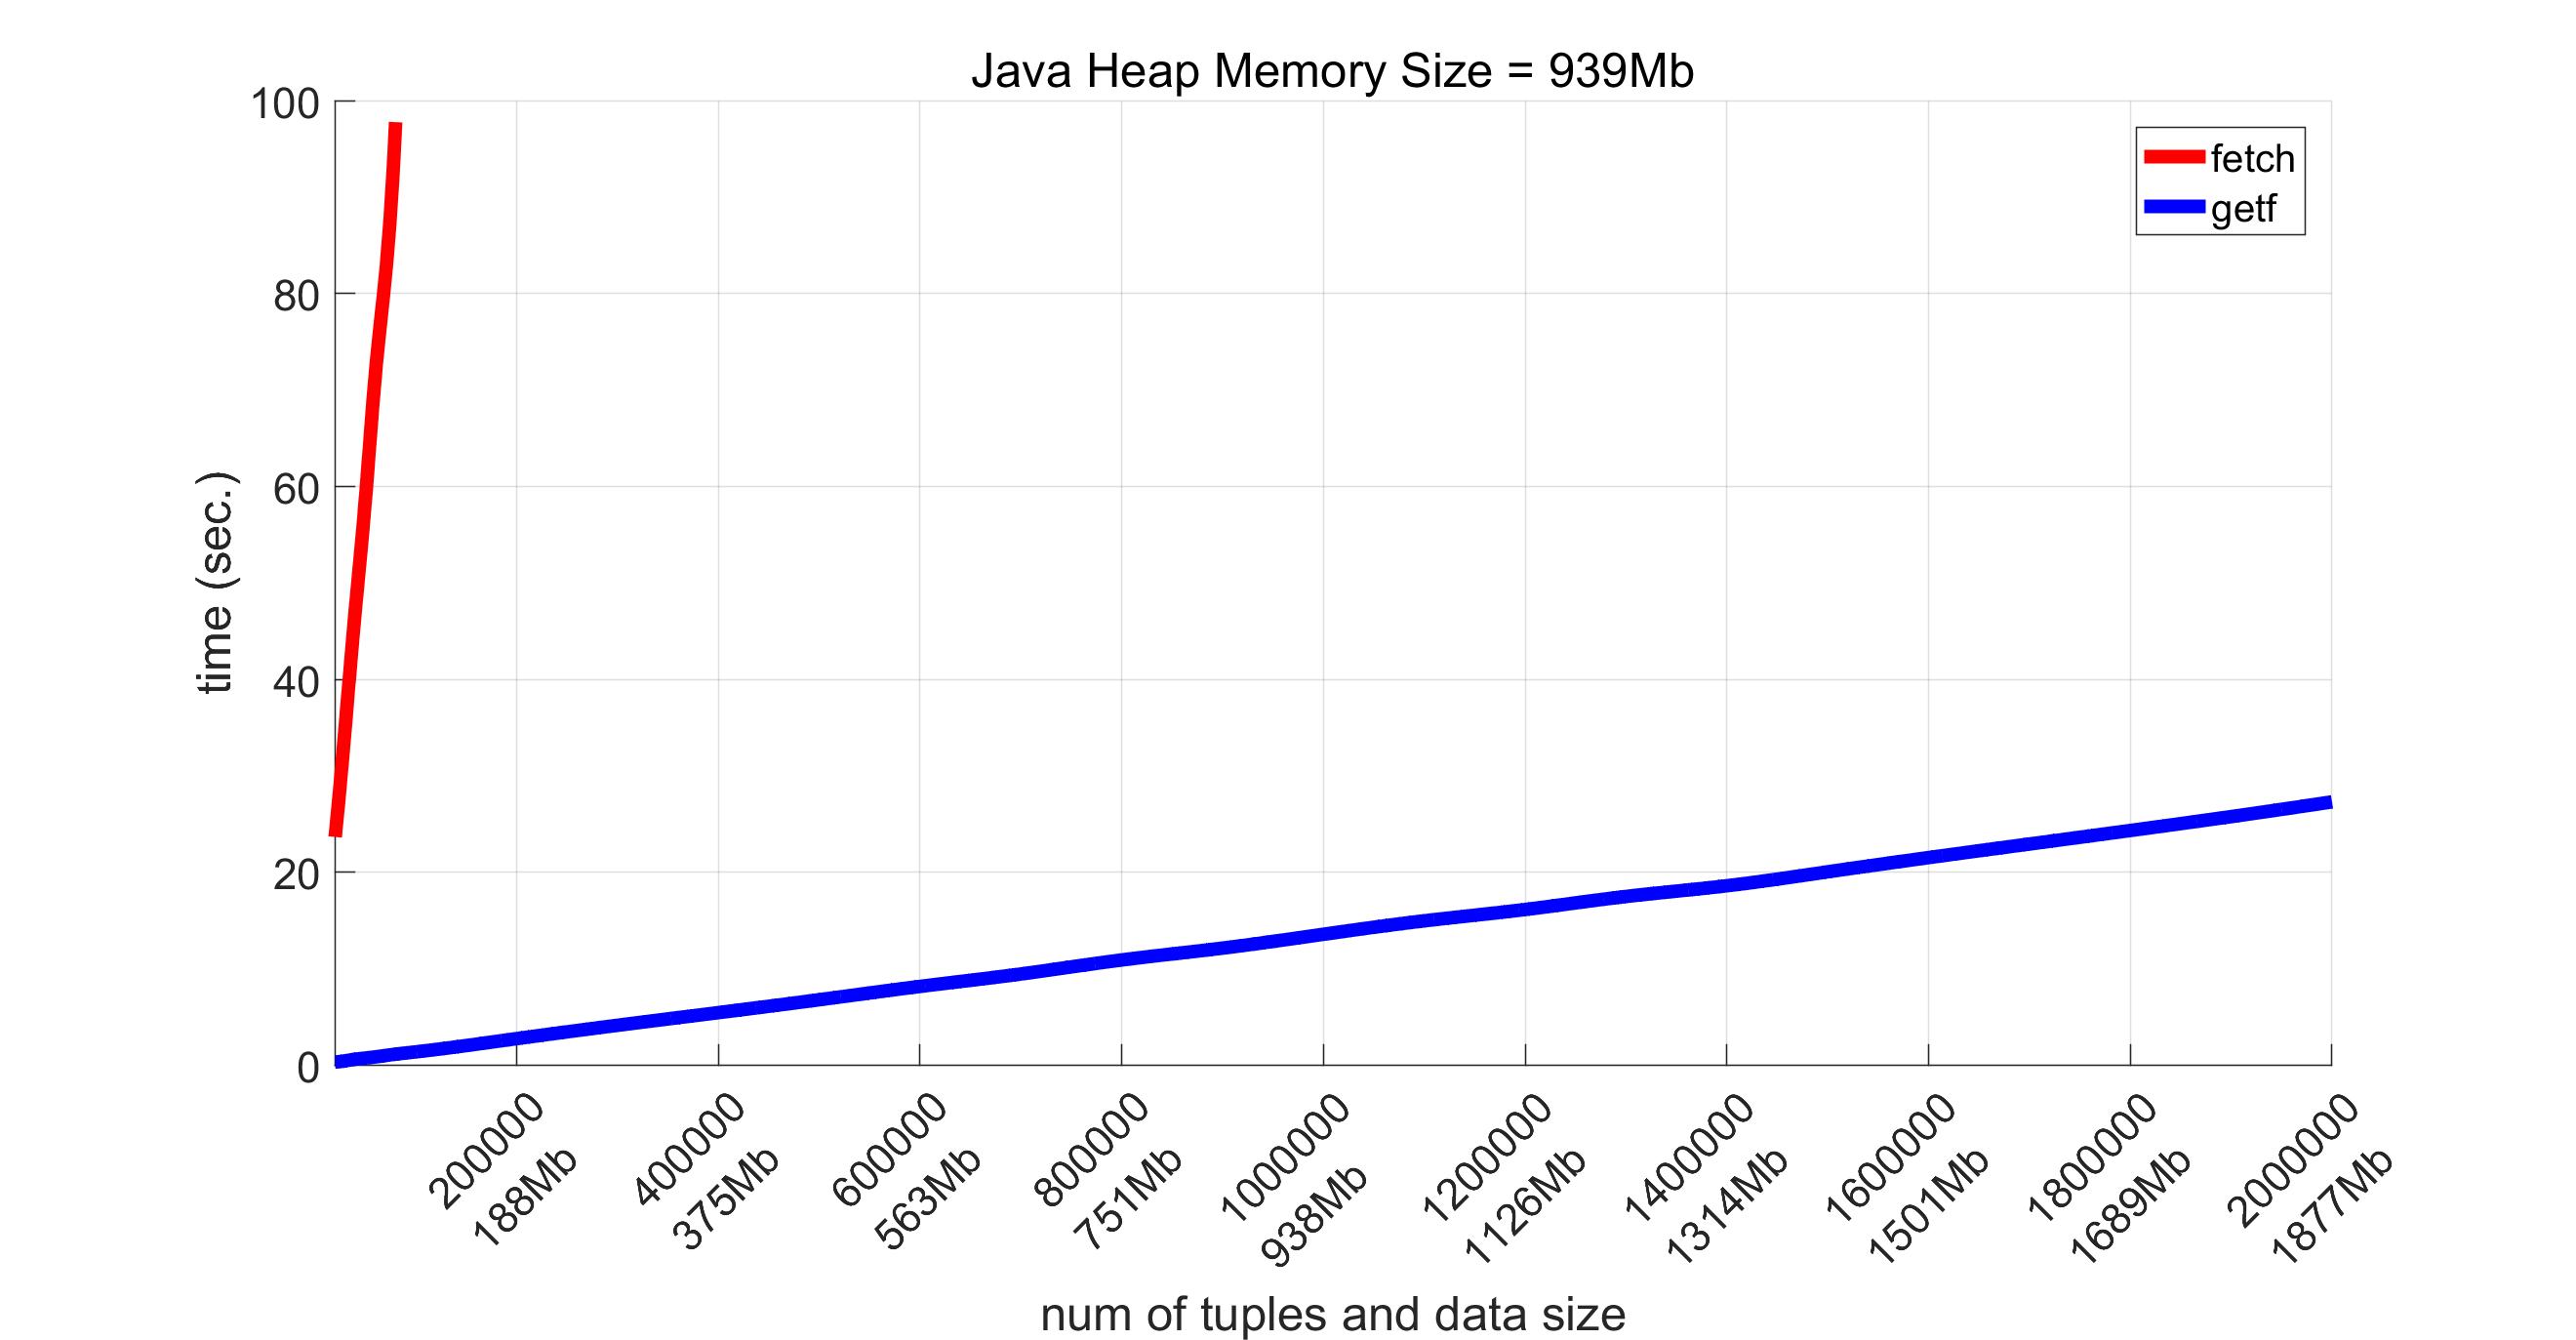 Java Heap Memory Size = 939Mb
100
80
60
40
20
0
time (sec.)
fetch
getf
200000
188Mb
400000
375Mb
600000
563Mb
800000
751Mb
1000000
938Mb
1200000
1126Mb
1400000
1314Mb
1600000
1501Mb
1800000
1689Mb
2000000
1877Mb
num of tuples and data size